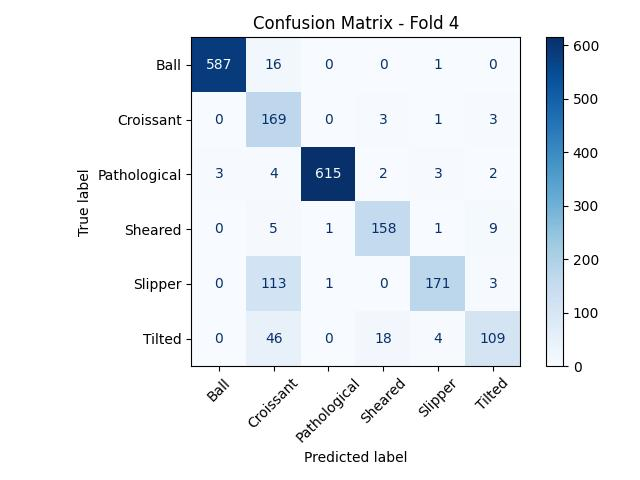 Confusion Matrix - Fold 4
True label
Ball 587 16 0 0 1 0
Croissant 0 169 0 3 1 3
Pathological 3 4 615 2 3 2
Sheared 0 5 1 158 1 9
Slipper 0 113 1 0 171 3
Tilted 0 46 0 18 4 109
Ball Croissant Pathological Sheared Slipper Tilted
Predicted label
600
500
400
300
200
100
0